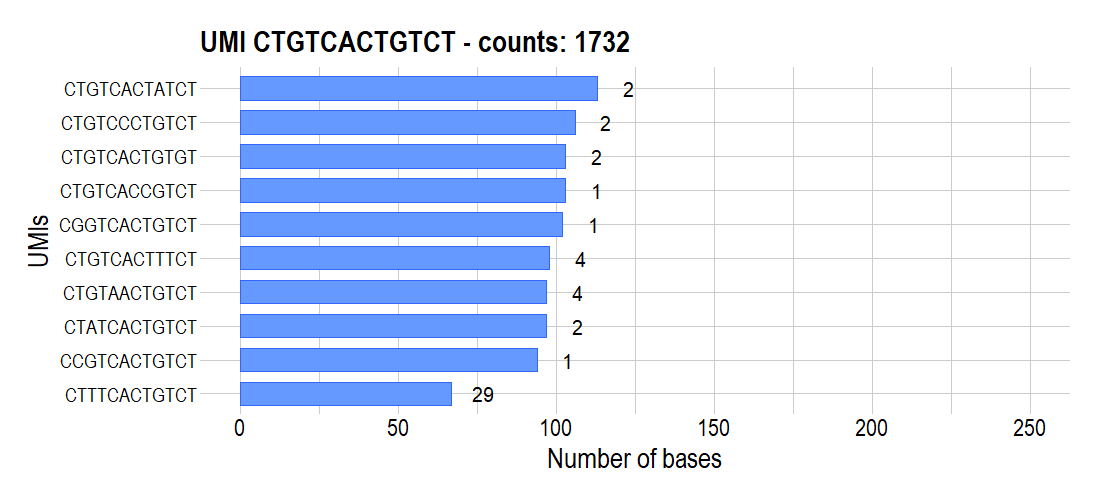 UMI CTGTCACTGTCT - counts: 1732
CTGTCACTATCT 2
CTGTCCCTGTCT 2
CTGTCACTGTGT 2
CTGTCACCGTCT 1
CGGTCACTGTCT 1
CTGTCACTTTCT 4
CTGTAACTGTCT 4
CTATCACTGTCT 2
CCGTCACTGTCT 1
CTTTCACTGTCT 29
UMIs
0 50 100 150 200 250
Number of bases